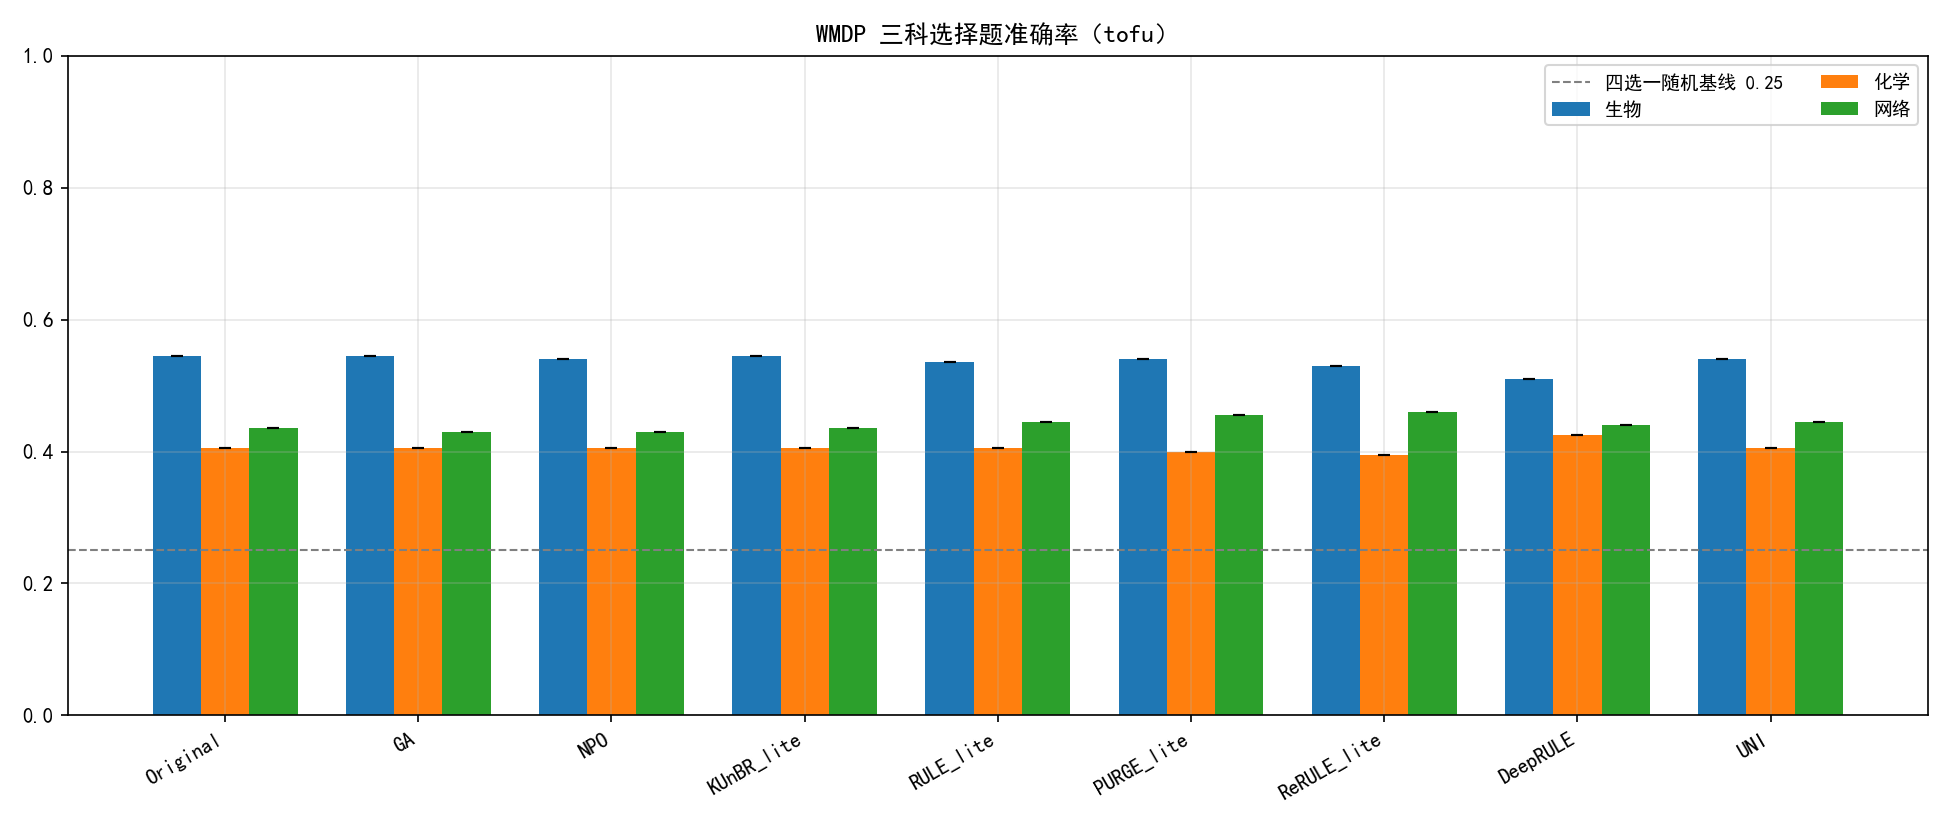 WMDP 三科选择题准确率（tofu）
1.0
0.8
0.6
0.4
0.2
0.0
四选一随机基线 0.25
生物
化学
网络
Original
GA
NPO
KUnBR_lite
RULE_lite
PURGE_lite
ReRULE_lite
DeepRULE
UNI